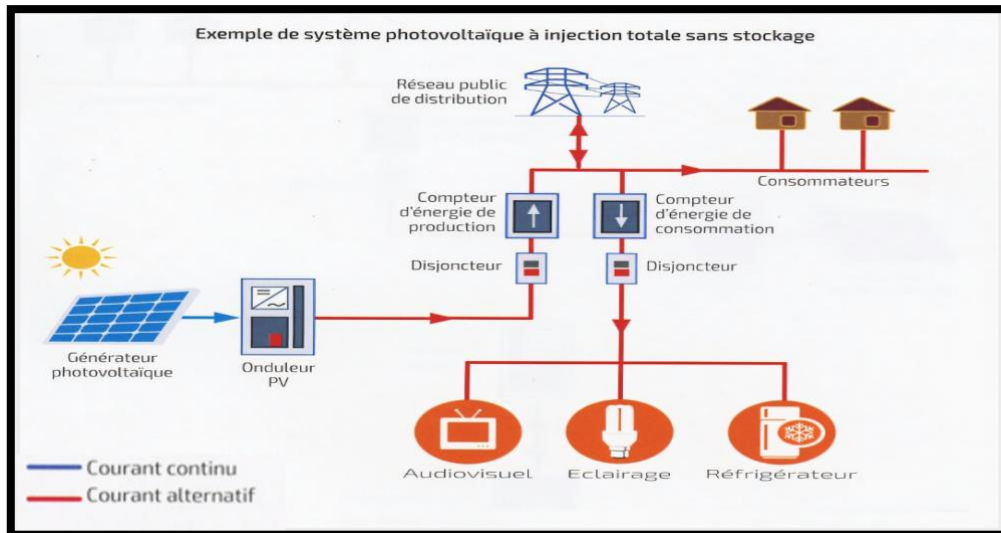 Exemple de système photovoltaïque à injection totale sans stockage
Réseau public
de distribution
Consommateurs
Compteur
d'énergie de
production
Compteur
d'énergie de
consommation
Disjoncteur
Disjoncteur
Générateur
photovoltaïque
Onduleur
PV
Audiovisuel
Eclairage
Réfrigérateur
Courant continu
Courant alternatif